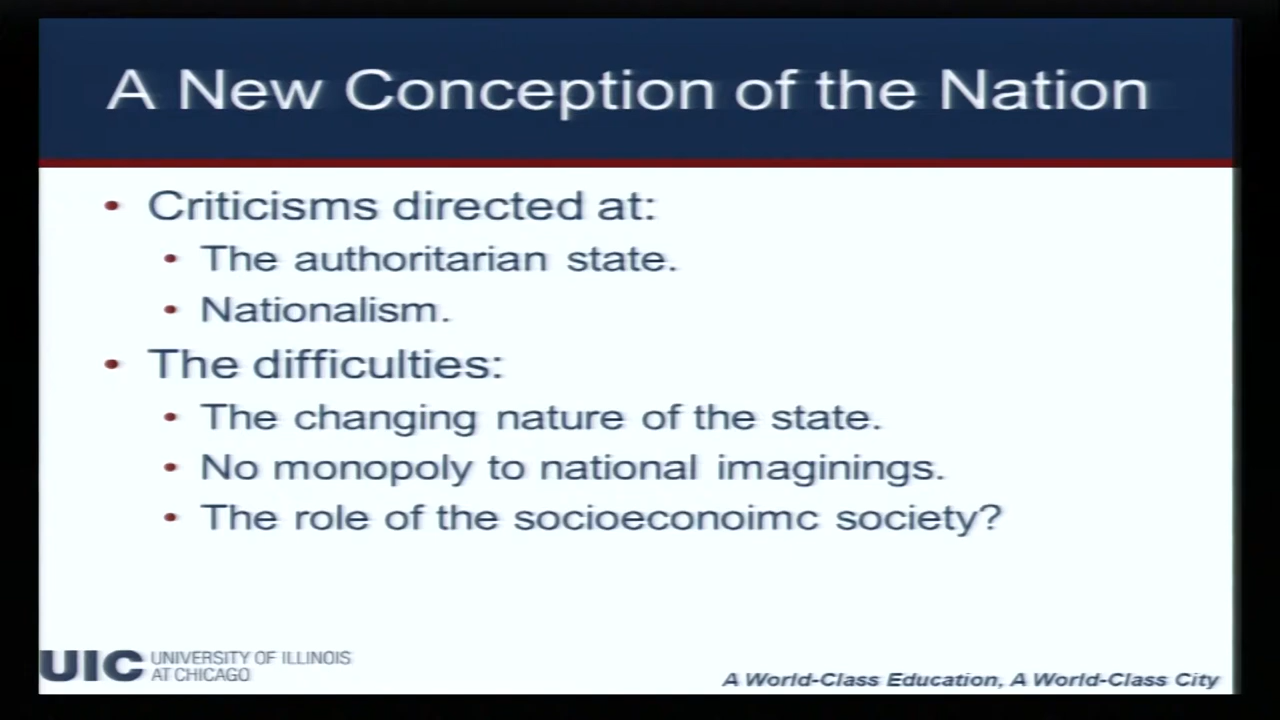 A New Conception of the Nation
• Criticisms directed at:
• The authoritarian state.
• Nationalism.
• The difficulties:
• The changing nature of the state.
• No monopoly to national imaginings.
• The role of the socioeconoimc society?
UIC UNIVERSITY OF ILLINOIS
AT CHICAGO
A World-Class Education, A World-Class City